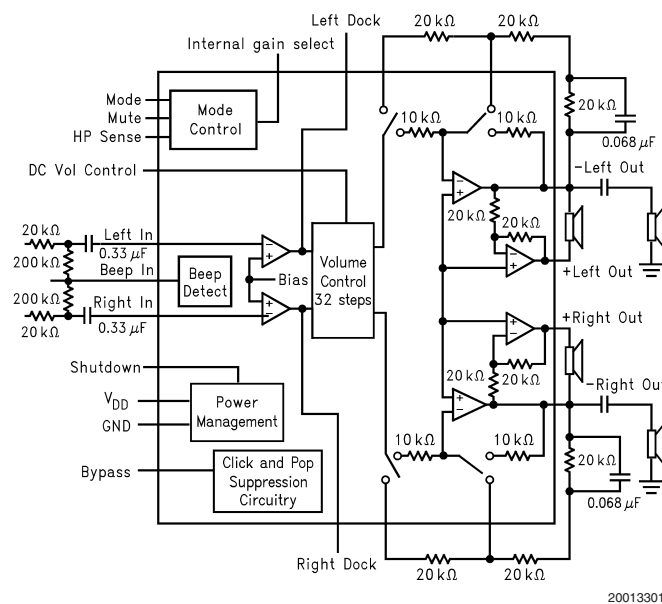 Left Dock
Internal gain select
20 kΩ 20 kΩ
Mode
Mute
HP Sense
Mode
Control
10 kΩ 10 kΩ
20 kΩ
0.068 μF
DC Vol Control
−Left Out
20 kΩ
200 kΩ
Left In
0.33 μF
Beep In
200 kΩ
20 kΩ
Right In
0.33 μF
Beep
Detect
− +
Bias
+ −
Volume
Control
32 steps
− +
20 kΩ
20 kΩ
− +
+Left Out
+Right Out
+ −
20 kΩ
20 kΩ
+ −
−Right Out
Shutdown
VDD
GND
Power
Management
Bypass
Click and Pop
Suppression
Circuitry
10 kΩ 10 kΩ
20 kΩ
0.068 μF
Right Dock
20 kΩ 20 kΩ
20013301